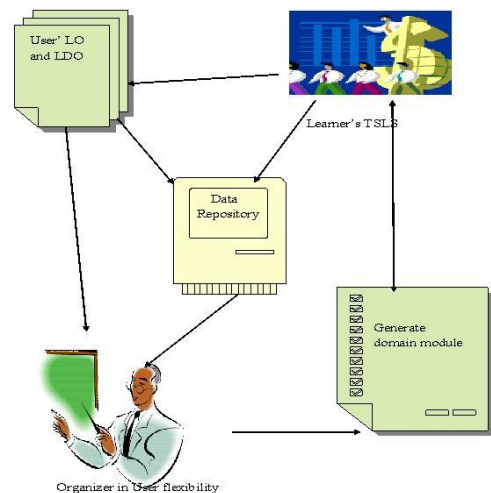 User' LO
and LDO
Learner's TSLS
Data
Repository
Generate
domain module
Organizer in User flexibility